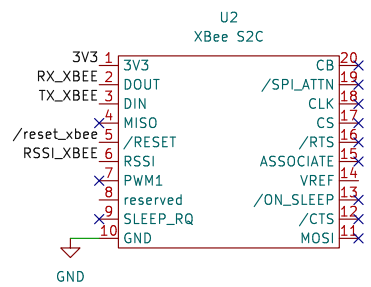 U2
XBee S2C
3V3 1 3V3 CB 20
RX_XBEE 2 DOUT /SPI_ATTN 19
TX_XBEE 3 DIN CLK 18
4 MISO CS 17
/reset_xbee 5 /RESET /RTS 16
RSSI_XBEE 6 RSSI ASSOCIATE 15
7 PWM1 VREF 14
8 reserved /ON_SLEEP 13
9 SLEEP_RQ /CTS 12
10 GND MOSI 11
GND